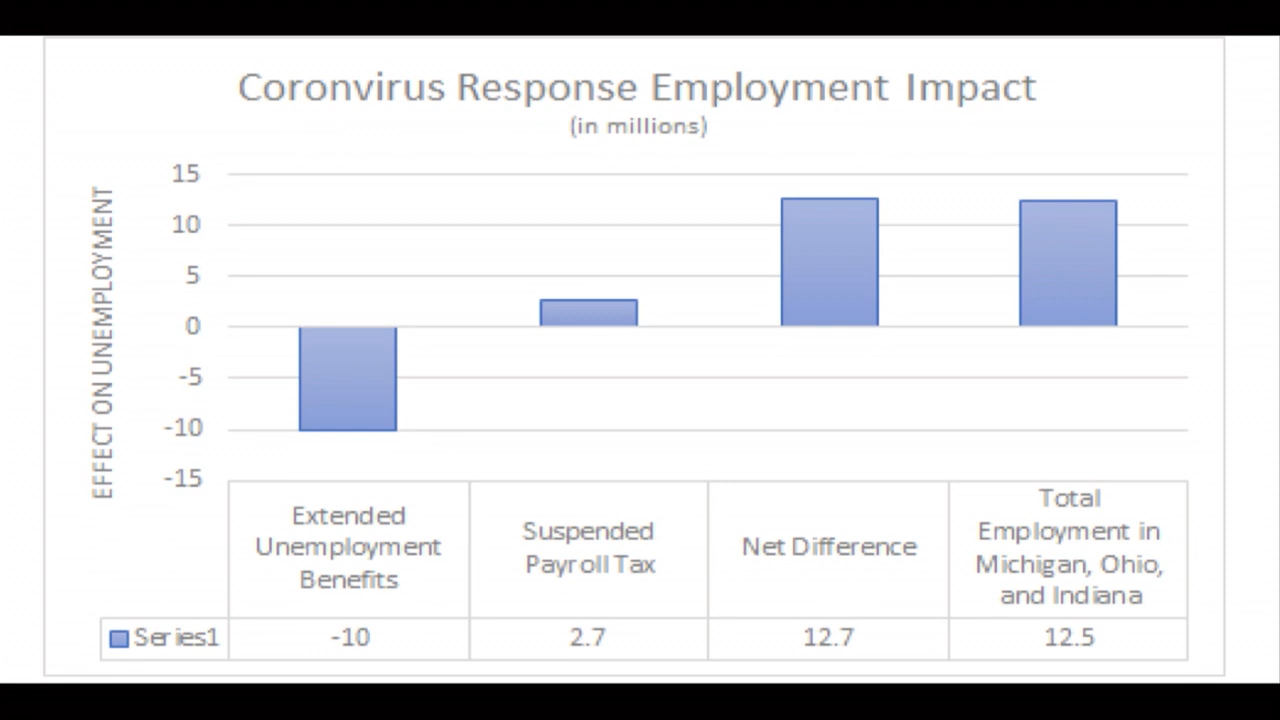 Coronvirus Response Employment Impact
(in millions)
EFFECT ON UNEMPLOYMENT
15
10
5
0
-5
-10
-15
Extended
Unemployment
Benefits
Suspended
Payroll Tax
Net Difference
Total
Employment in
Michigan, Ohio,
and Indiana
Series1
-10
2.7
12.7
12.5